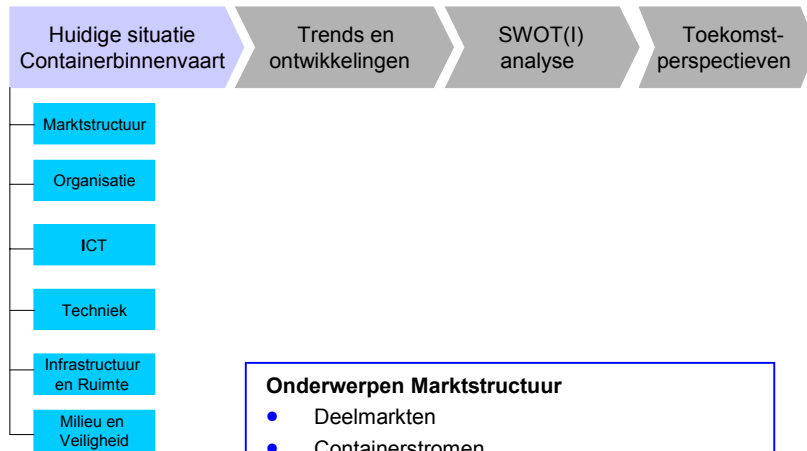 Huidige situatie
Containerbinnenvaart
Trends en
ontwikkelingen
SWOT(I)
analyse
Toekomst-
perspectieven
Marktstructuur
Organisatie
ICT
Techniek
Infrastructuur
en Ruimte
Milieu en
Veiligheid
Onderwerpen Marktstructuur
• Deelmarkten
• Containerstromen